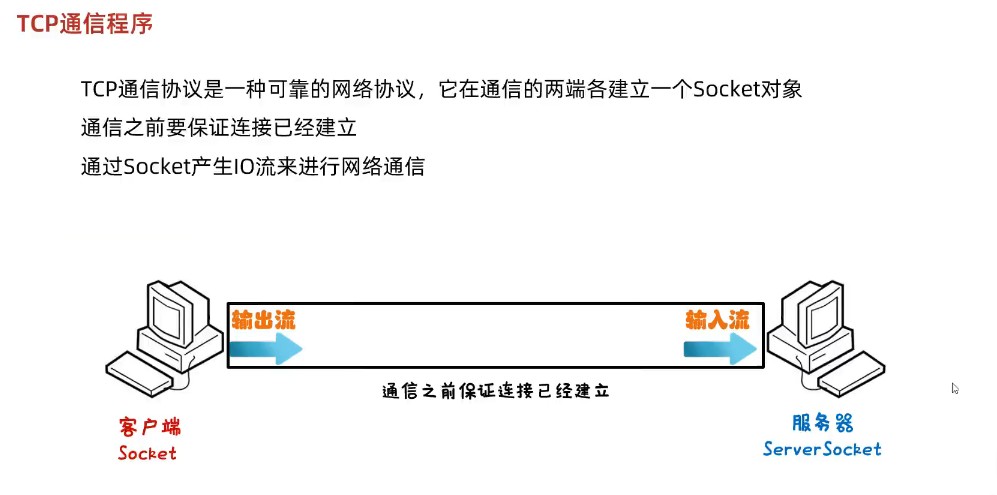 TCP通信程序
TCP通信协议是一种可靠的网络协议，它在通信的两端各建立一个Socket对象
通信之前要保证连接已经建立
通过Socket产生IO流来进行网络通信
输出流
输入流
通信之前保证连接已经建立
客户端
Socket
服务器
ServerSocket